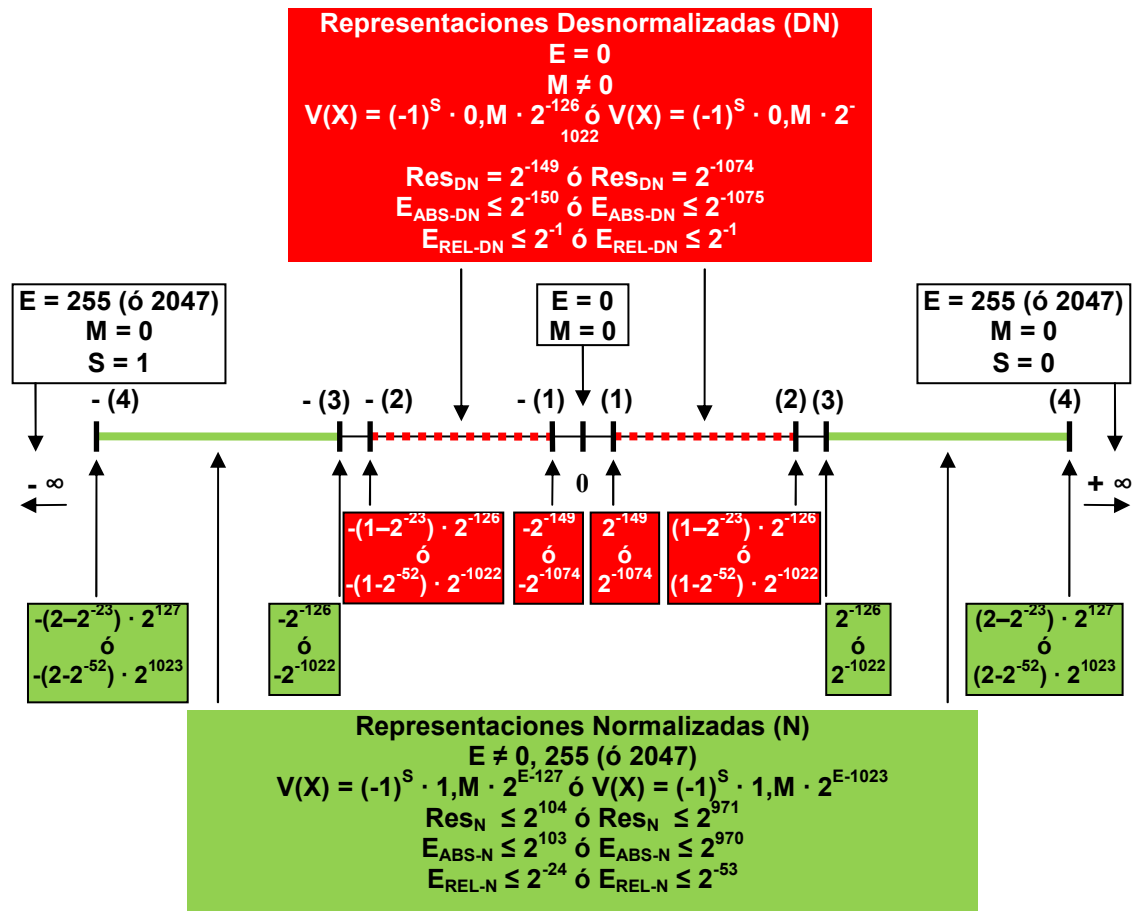 Representaciones Desnormalizadas (DN)
E = 0
M ≠ 0
V(X) = (-1)^S · 0,M · 2^-126 ó V(X) = (-1)^S · 0,M · 2^-
1022
Res_DN = 2^-149 ó Res_DN = 2^-1074
E_ABS-DN ≤ 2^-150 ó E_ABS-DN ≤ 2^-1075
E_REL-DN ≤ 2^-1 ó E_REL-DN ≤ 2^-1
E = 255 (ó 2047)
M = 0
S = 1
E = 0
M = 0
E = 255 (ó 2047)
M = 0
S = 0
- (4) - (3) - (2) - (1) (1) (2) (3) (4)
- ∞ 0 + ∞
-(1–2^-23) · 2^-126
ó
-(1-2^-52) · 2^-1022
-2^-149
ó
-2^-1074
2^-149
ó
2^-1074
(1–2^-23) · 2^-126
ó
(1-2^-52) · 2^-1022
-(2–2^-23) · 2^127
ó
-(2-2^-52) · 2^1023
-2^-126
ó
-2^-1022
2^-126
ó
2^-1022
(2–2^-23) · 2^127
ó
(2-2^-52) · 2^1023
Representaciones Normalizadas (N)
E ≠ 0, 255 (ó 2047)
V(X) = (-1)^S · 1,M · 2^E-127 ó V(X) = (-1)^S · 1,M · 2^E-1023
Res_N ≤ 2^104 ó Res_N ≤ 2^971
E_ABS-N ≤ 2^103 ó E_ABS-N ≤ 2^970
E_REL-N ≤ 2^-24 ó E_REL-N ≤ 2^-53